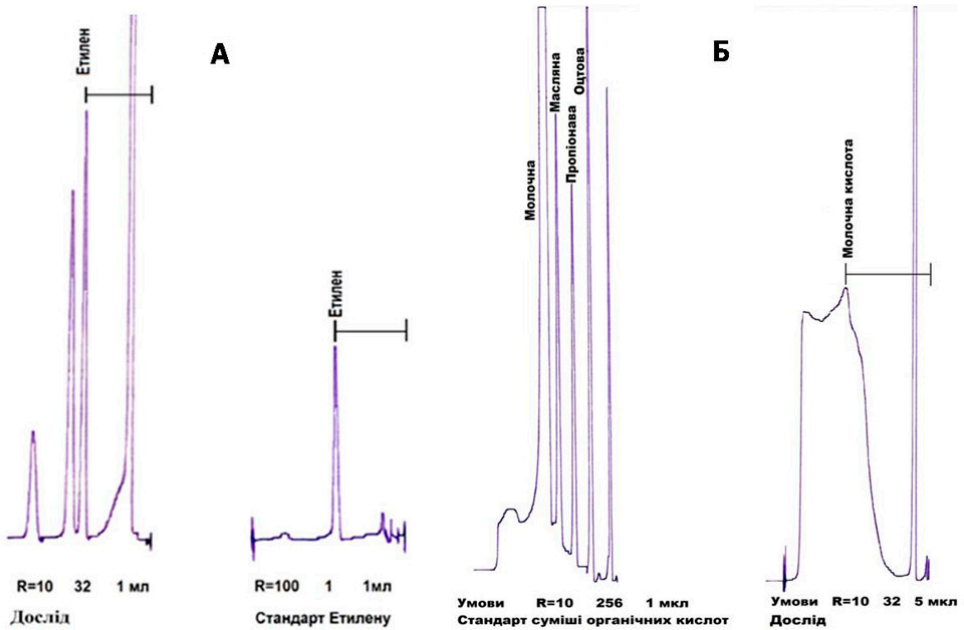 А
Етилен
R=10 32 1 мл
Дослід
Етилен
R=100 1 1мл
Стандарт Етилену
Б
Молочна
Масляна
Пропіонава
Оцтова
Умови R=10 256 1 мкл
Стандарт суміші органічних кислот
Молочна кислота
Умови R=10 32 5 мкл
Дослід